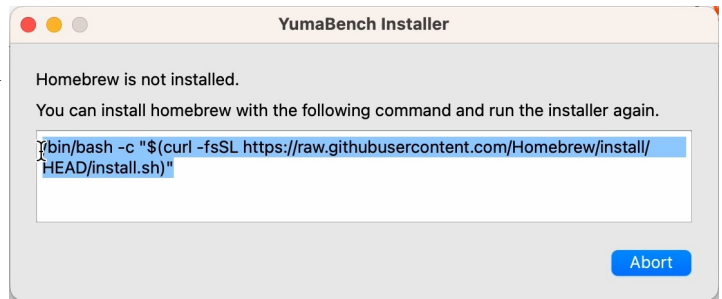 YumaBench Installer
Homebrew is not installed.
You can install homebrew with the following command and run the installer again.
/bin/bash -c "$(curl -fsSL https://raw.githubusercontent.com/Homebrew/install/
HEAD/install.sh)"
Abort